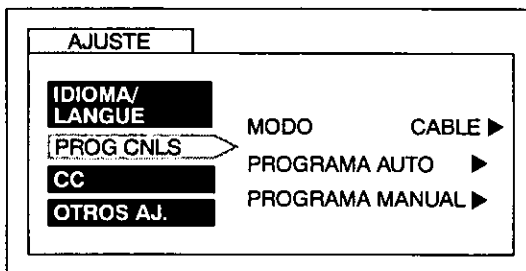 AJUSTE
IDIOMA/
LANGUE
PROG CNLS
CC
OTROS AJ.
MODO CABLE ▶
PROGRAMA AUTO ▶
PROGRAMA MANUAL ▶